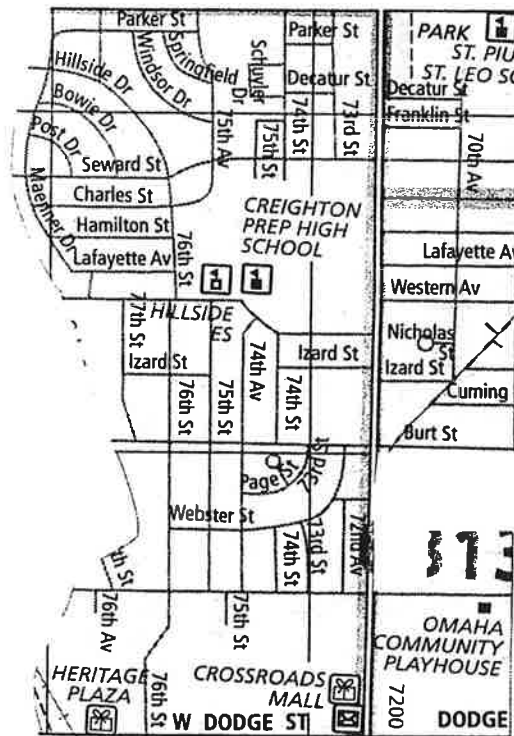 Parker St
Parker St
PARK
ST. PIU
ST. LEO SC
Hillside Dr
Windsor Dr
Springfield
Dr
Schuyler
Dr
Decatur St
Decatur St
Bowie Dr
75th Av
75th St
74th St
73rd St
Franklin St
70th Av
Post Dr
Seward St
Charles St
Maenner Dr
Hamilton St
CREIGHTON
PREP HIGH
SCHOOL
Lafayette Av
Lafayette Av
76th St
Western Av
77th St
HILLSIDE
ES
Nicholas
St
Izard St
74th Av
Izard St
Izard St
76th St
75th St
74th St
Cuming
Burt St
Page St
73rd St
Webster St
74th St
73rd St
72nd Av
th St
76th Av
75th St
OMAHA
COMMUNITY
PLAYHOUSE
HERITAGE
PLAZA
76th St
CROSSROADS
MALL
7200
W DODGE ST
DODGE